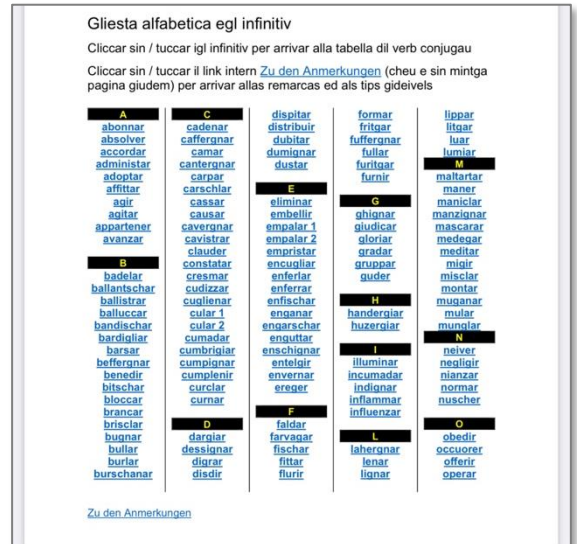 Gliesta alfabetica egl infinitiv
Cliccar sin / tuccar igl infinitiv per arrivar alla tabella dil verb conjugau
Cliccar sin / tuccar il link intern Zu den Anmerkungen (cheu e sin mintga
pagina giudem) per arrivar allas remarcas ed als tips gideivels
A
abonnar
absolver
accordar
administar
adoptar
affittar
agir
agitar
appartener
avanzar
B
badelar
ballantschar
ballistrar
balluccar
bandischar
bardigliar
barsar
beffergnar
benedir
bitschar
bloccar
brancar
brisclar
bugnar
bullar
burlar
burschanar
C
cadenar
caffergnar
camar
cantergnar
carpar
carschlar
cassar
causar
cavergnar
cavistrar
clauder
constatar
cresmar
cudizzar
cuglienar
cular 1
cular 2
cumadar
cumbrigiar
cumpignar
cumplenir
curclar
curnar
D
dargiar
dessignar
digrar
disdir
dispitar
distribuir
dubitar
dumignar
dustar
E
eliminar
embellir
empalar 1
empalar 2
empristar
encugliar
enferlar
enferrar
enfischar
enganar
engarschar
enguttar
enschignar
entelgir
envernar
ereger
F
faldar
farvagar
fischar
fittar
flurir
formar
fritgar
fuffergnar
fullar
furitgar
furnir
G
ghignar
giudicar
gloriar
gradar
gruppar
guder
H
handergiar
huzergiar
I
illuminar
incumadar
indignar
inflammar
influenzar
L
lahergnar
lenar
lignar
lippar
litgar
luar
lumiar
M
maltartar
maner
maniclar
manzignar
mascarar
medegar
meditar
migir
misclar
montar
muganar
mular
munglar
N
neiver
negligir
nianzar
normar
nuscher
O
obedir
occuorer
offerir
operar
Zu den Anmerkungen